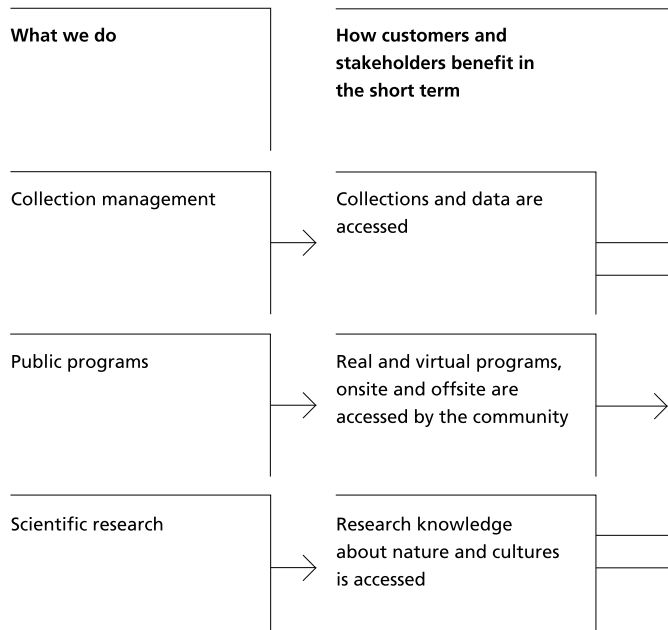 What we do
How customers and
stakeholders benefit in
the short term
Collection management
Collections and data are
accessed
Public programs
Real and virtual programs,
onsite and offsite are
accessed by the community
Scientific research
Research knowledge
about nature and cultures
is accessed